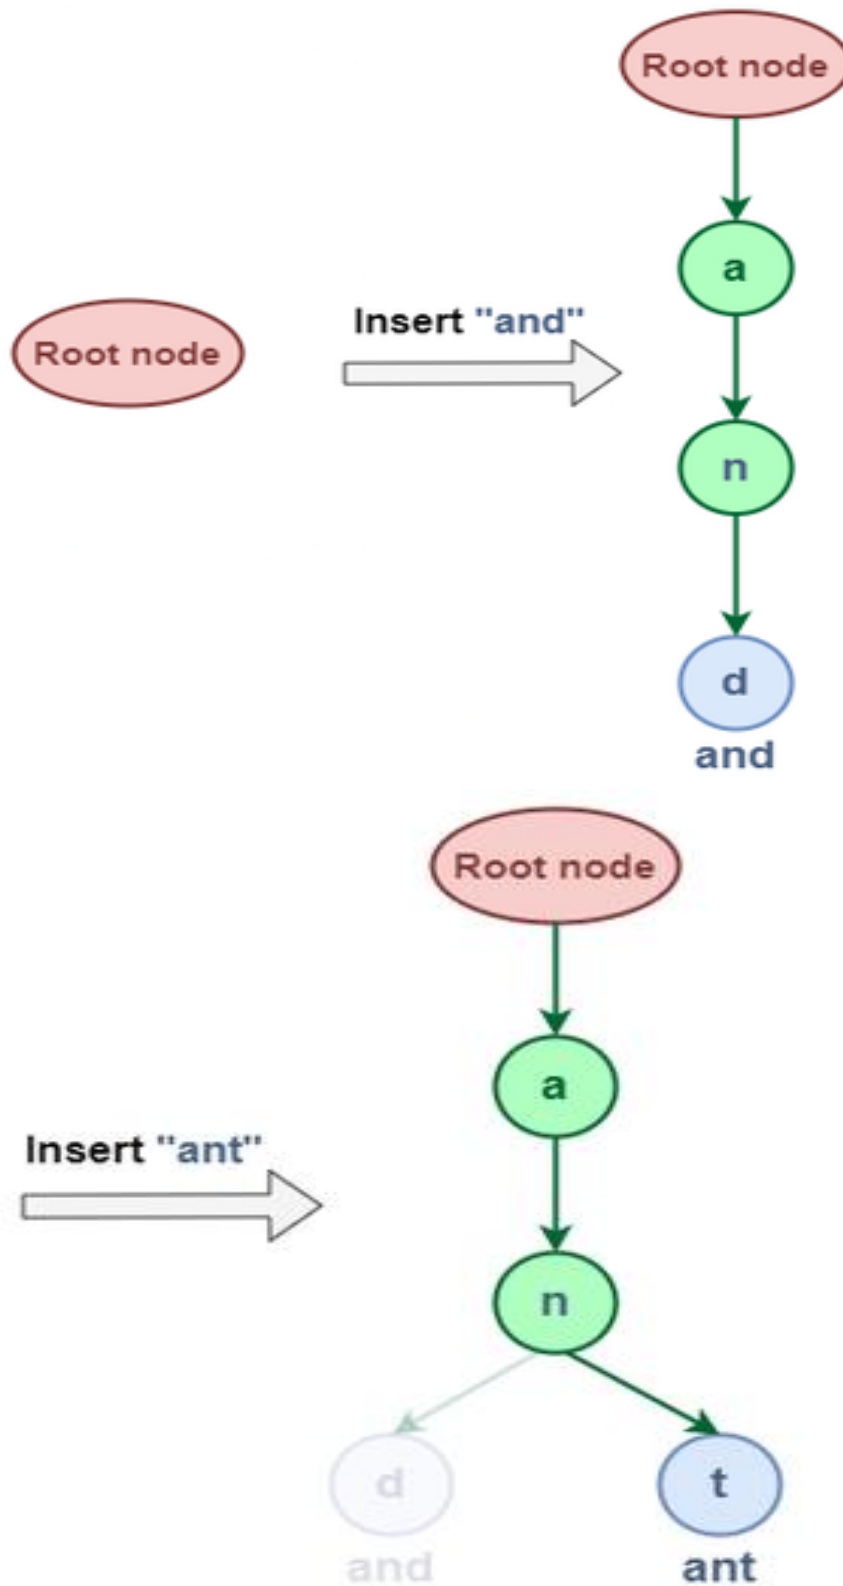 Root node
a
Root node
Insert "and"
n
d
and
Root node
a
Insert "ant"
n
d
t
and
ant